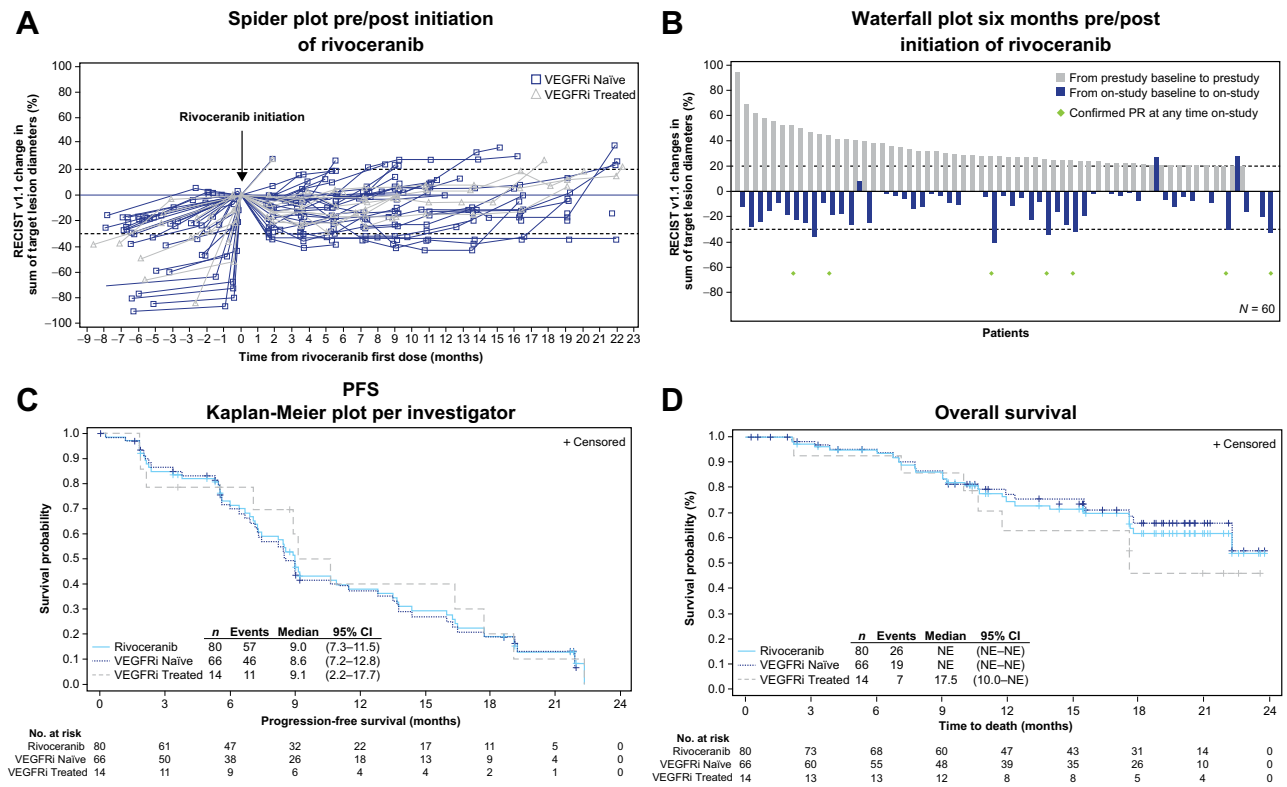 A
Spider plot pre/post initiation
of rivoceranib
RECIST v1.1 change in
sum of target lesion diameters (%)
100
80
60
40
20
0
−20
−40
−60
−80
−100
VEGFRi Naïve
VEGFRi Treated
Rivoceranib initiation
−9 −8 −7 −6 −5 −4 −3 −2 −1 0 1 2 3 4 5 6 7 8 9 10 11 12 13 14 15 16 17 18 19 20 21 22 23
Time from rivoceranib first dose (months)
B
Waterfall plot six months pre/post
initiation of rivoceranib
RECIST v1.1 changes in
sum of target lesion diameters (%)
100
80
60
40
20
0
−20
−40
−60
−80
From prestudy baseline to prestudy
From on-study baseline to on-study
Confirmed PR at any time on-study
N = 60
Patients
C
PFS
Kaplan-Meier plot per investigator
Survival probability
1.0
0.9
0.8
0.7
0.6
0.5
0.4
0.3
0.2
0.1
0.0
+ Censored
n Events Median 95% CI
Rivoceranib 80 57 9.0 (7.3–11.5)
VEGFRi Naïve 66 46 8.6 (7.2–12.8)
VEGFRi Treated 14 11 9.1 (2.2–17.7)
0 3 6 9 12 15 18 21 24
Progression-free survival (months)
No. at risk
Rivoceranib 80 61 47 32 22 17 11 5 0
VEGFRi Naïve 66 50 38 26 18 13 9 4 0
VEGFRi Treated 14 11 9 6 4 4 2 1 0
D
Overall survival
Survival probability (%)
1.0
0.9
0.8
0.7
0.6
0.5
0.4
0.3
0.2
0.1
0.0
+ Censored
n Events Median 95% CI
Rivoceranib 80 26 NE (NE–NE)
VEGFRi Naïve 66 19 NE (NE–NE)
VEGFRi Treated 14 7 17.5 (10.0–NE)
0 3 6 9 12 15 18 21 24
Time to death (months)
No. at risk
Rivoceranib 80 73 68 60 47 43 31 14 0
VEGFRi Naïve 66 60 55 48 39 35 26 10 0
VEGFRi Treated 14 13 13 12 8 8 5 4 0